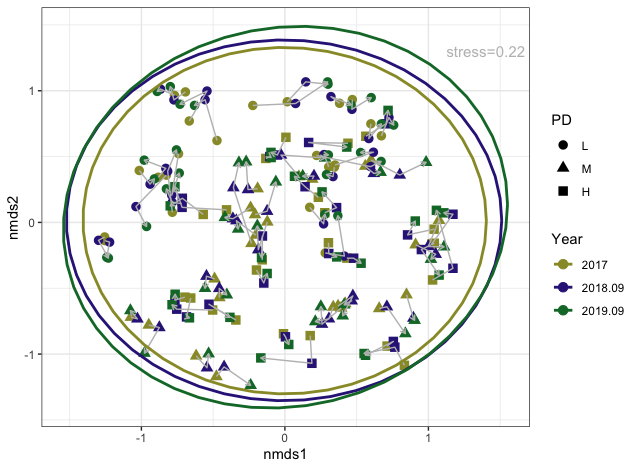 stress=0.22
1
0
-1
nmds2
-1
0
1
nmds1
PD
L
M
H
Year
2017
2018.09
2019.09